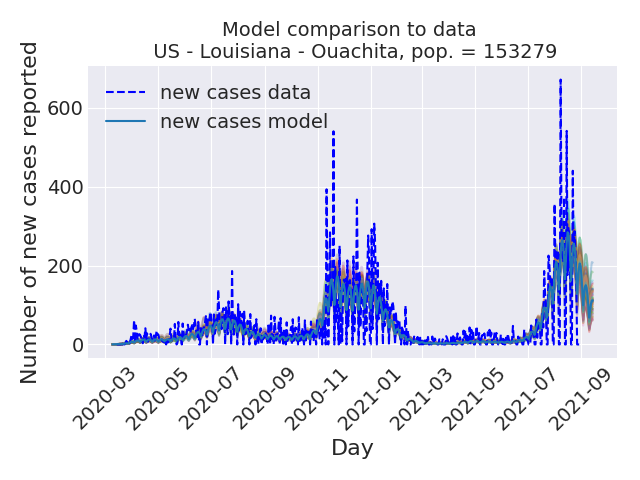 Model comparison to data
US - Louisiana - Ouachita, pop. = 153279
Number of new cases reported
600
400
200
0
new cases data
new cases model
2020-03
2020-05
2020-07
2020-09
2020-11
2021-01
2021-03
2021-05
2021-07
2021-09
Day